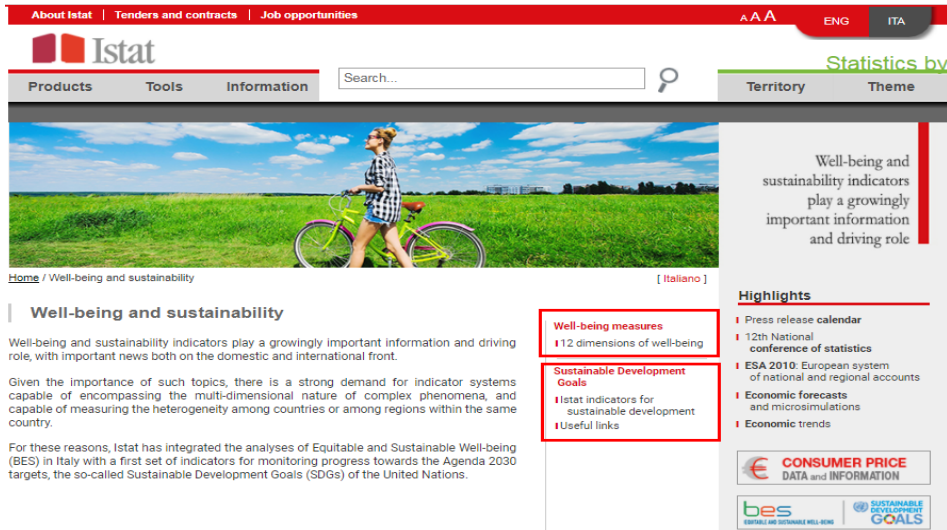 About Istat | Tenders and contracts | Job opportunities
A A A
ENG
ITA
Istat
Statistics by
Products
Tools
Information
Search...
Territory
Theme
Well-being and
sustainability indicators
play a growingly
important information
and driving role
Home / Well-being and sustainability
[ Italiano ]
Well-being and sustainability
Well-being and sustainability indicators play a growingly important information and driving
role, with important news both on the domestic and international front.
Given the importance of such topics, there is a strong demand for indicator systems
capable of encompassing the multi-dimensional nature of complex phenomena, and
capable of measuring the heterogeneity among countries or among regions within the same
country.
For these reasons, Istat has integrated the analyses of Equitable and Sustainable Well-being
(BES) in Italy with a first set of indicators for monitoring progress towards the Agenda 2030
targets, the so-called Sustainable Development Goals (SDGs) of the United Nations.
Well-being measures
12 dimensions of well-being
Sustainable Development
Goals
Istat indicators for
sustainable development
Useful links
Highlights
Press release calendar
12th National
conference of statistics
ESA 2010: European system
of national and regional accounts
Economic forecasts
and microsimulations
Economic trends
CONSUMER PRICE
DATA and INFORMATION
bes
EQUITABLE AND SUSTAINABLE WELL-BEING
SUSTAINABLE
DEVELOPMENT
GOALS